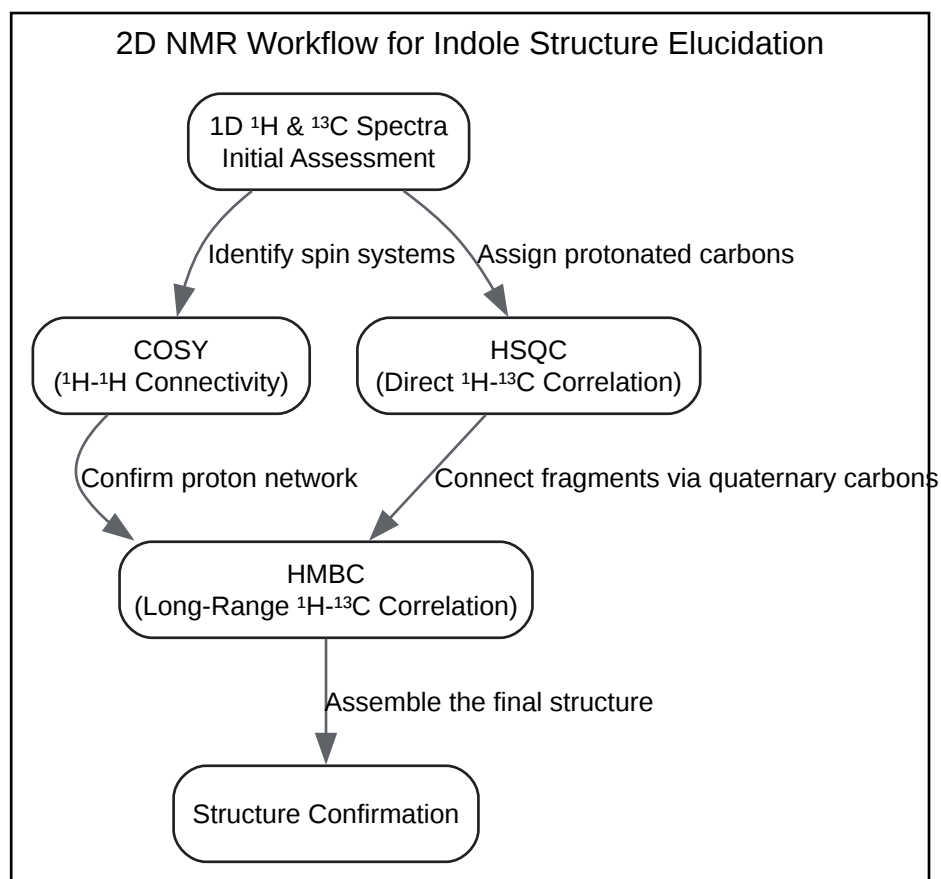 2D NMR Workflow for Indole Structure Elucidation
1D ¹H & ¹³C Spectra
Initial Assessment
Identify spin systems
Assign protonated carbons
COSY
(¹H-¹H Connectivity)
HSQC
(Direct ¹H-¹³C Correlation)
Confirm proton network
Connect fragments via quaternary carbons
HMBC
(Long-Range ¹H-¹³C Correlation)
Assemble the final structure
Structure Confirmation